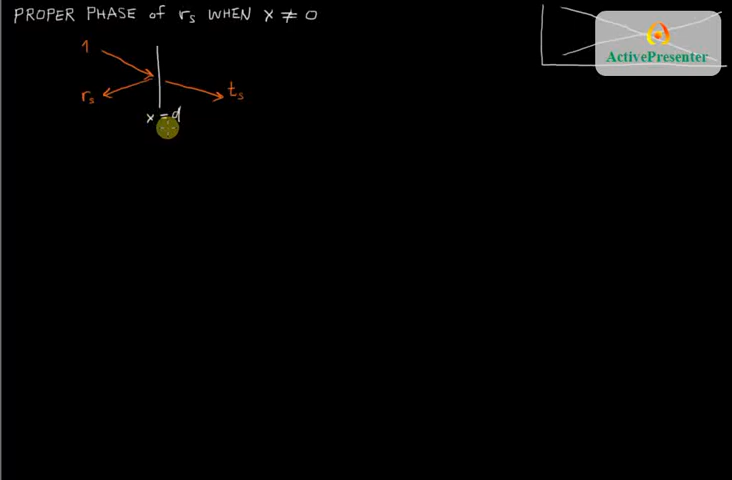 PROPER PHASE of rs WHEN x ≠ 0
ActivePresenter
1
rs
ts
x = d